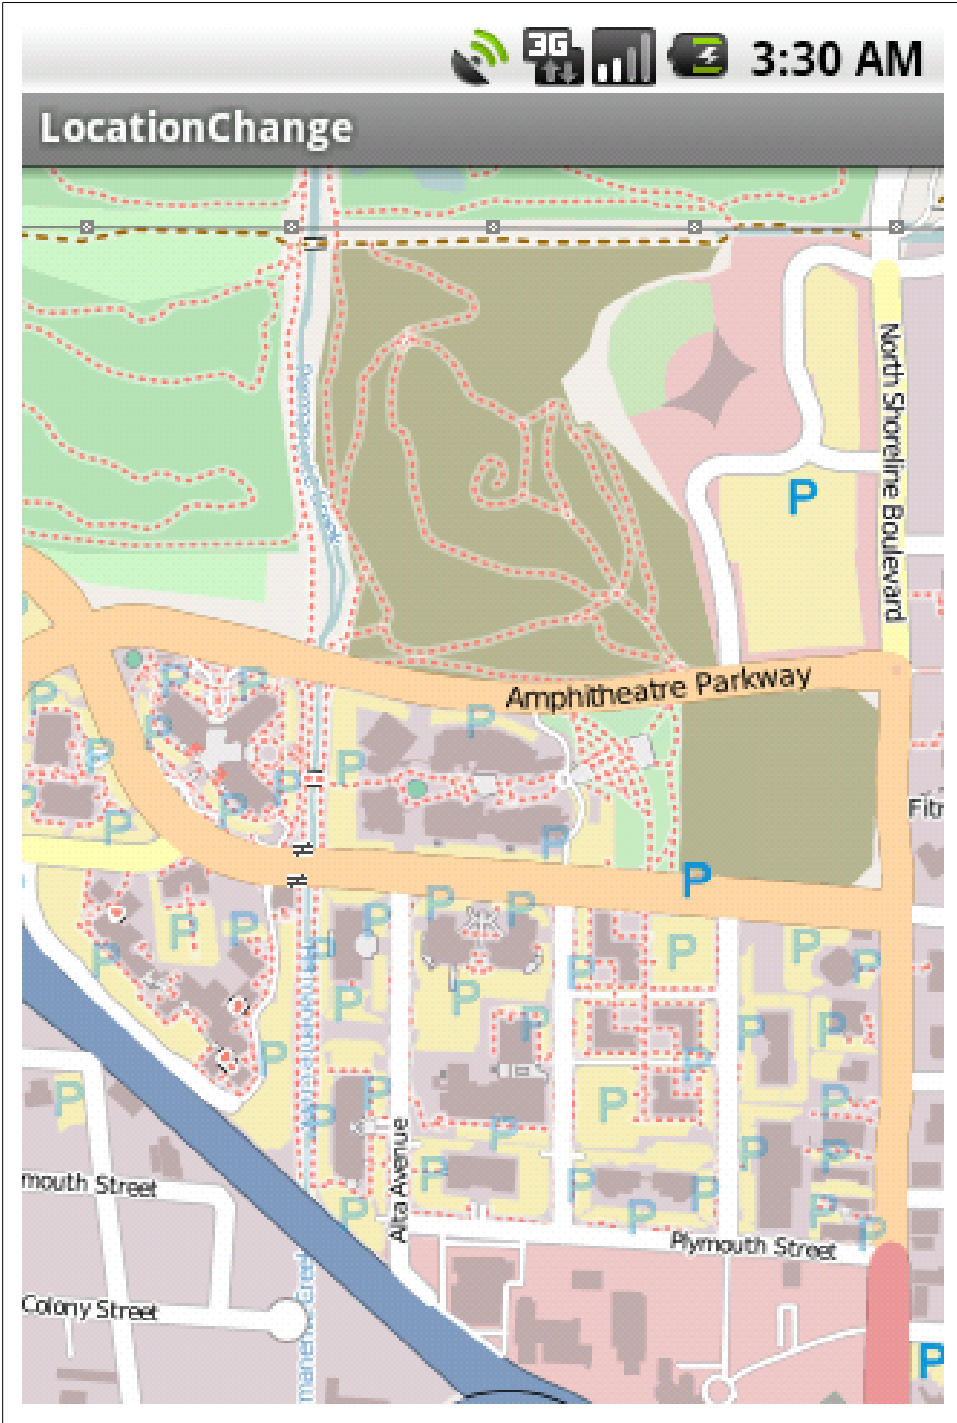 3G
3:30 AM
LocationChange
North Shoreline Boulevard
P
Amphitheatre Parkway
Fitr
P
Alta Avenue
mouth Street
Plymouth Street
Colony Street
P